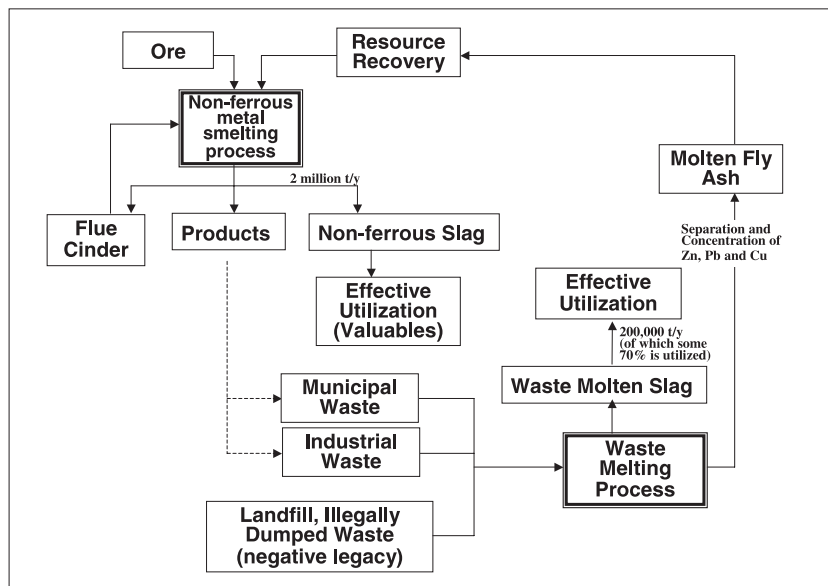 Ore
Resource
Recovery
Non-ferrous
metal
smelting
process
Molten Fly
Ash
2 million t/y
Flue
Cinder
Products
Non-ferrous Slag
Separation and
Concentration of
Zn, Pb and Cu
Effective
Utilization
(Valuables)
Effective
Utilization
200,000 t/y
(of which some
70% is utilized)
Municipal
Waste
Waste Molten Slag
Industrial
Waste
Waste
Melting
Process
Landfill, Illegally
Dumped Waste
(negative legacy)